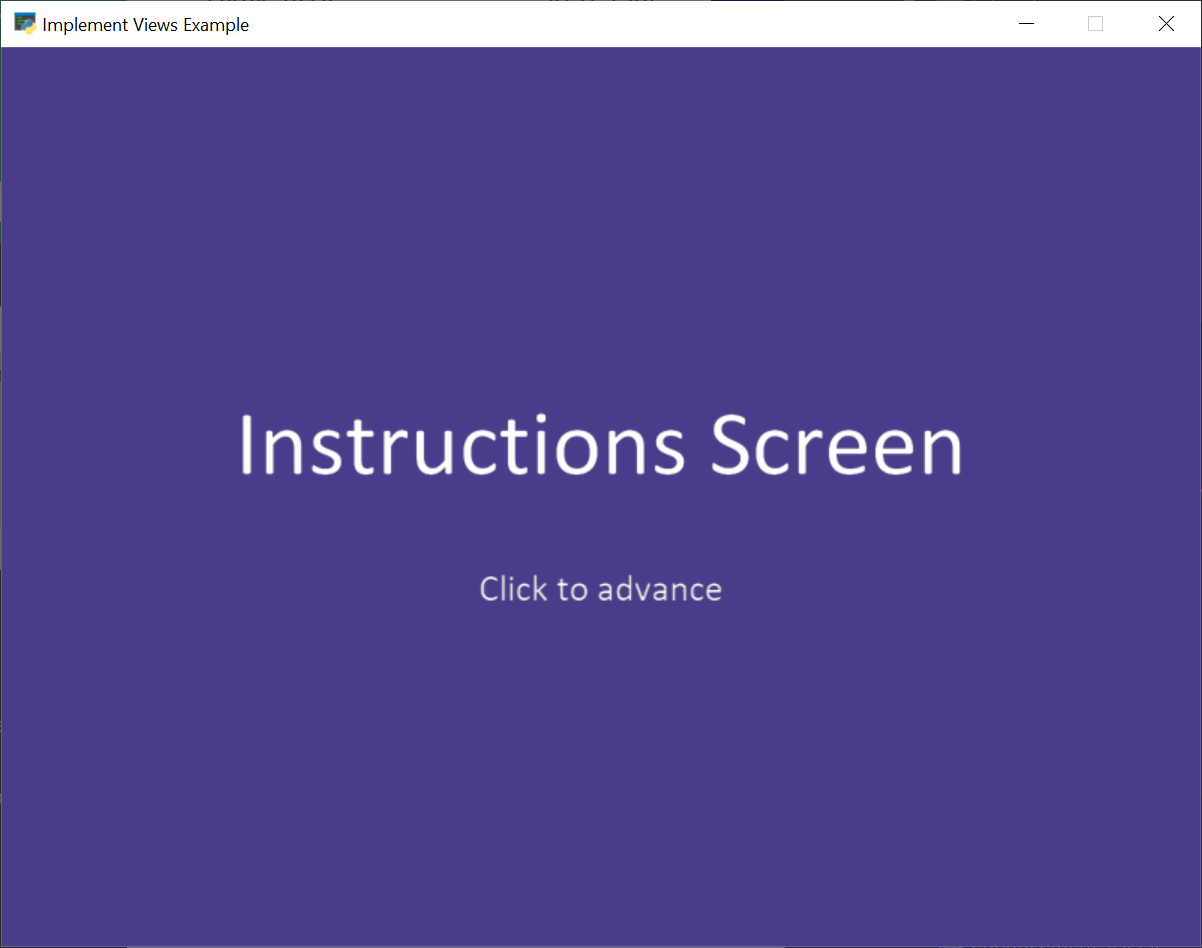 Implement Views Example
Instructions Screen
Click to advance